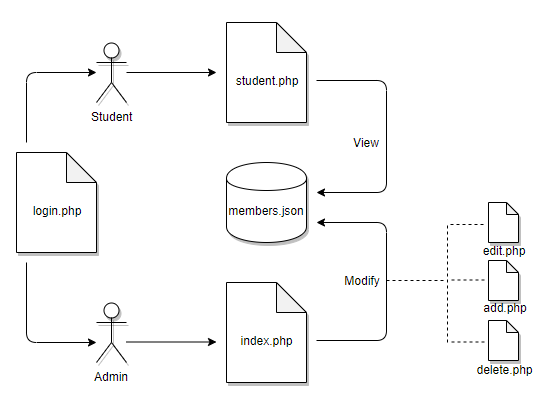 student.php
Student
View
login.php
members.json
edit.php
Modify
add.php
index.php
delete.php
Admin